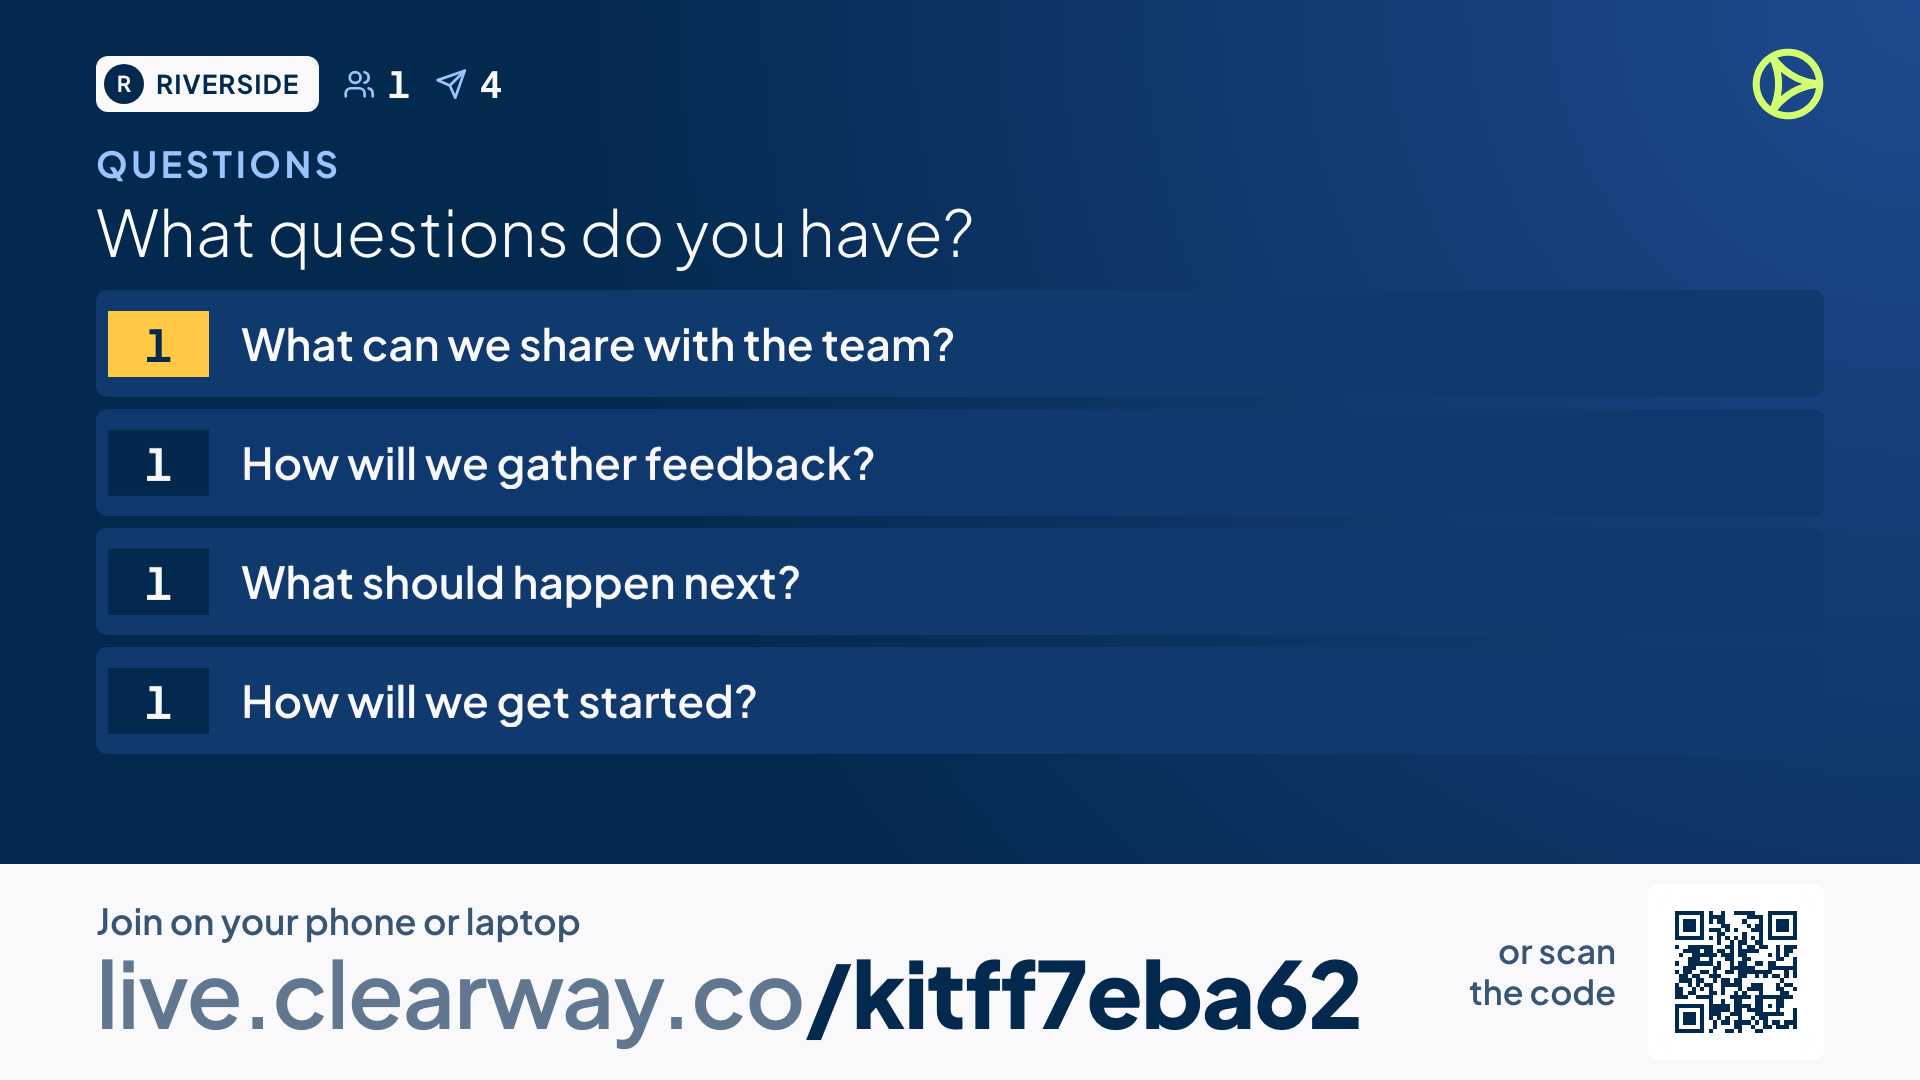 R RIVERSIDE 1 4
QUESTIONS
What questions do you have?
1 What can we share with the team?
1 How will we gather feedback?
1 What should happen next?
1 How will we get started?
Join on your phone or laptop
live.clearway.co/kitff7eba62
or scan
the code